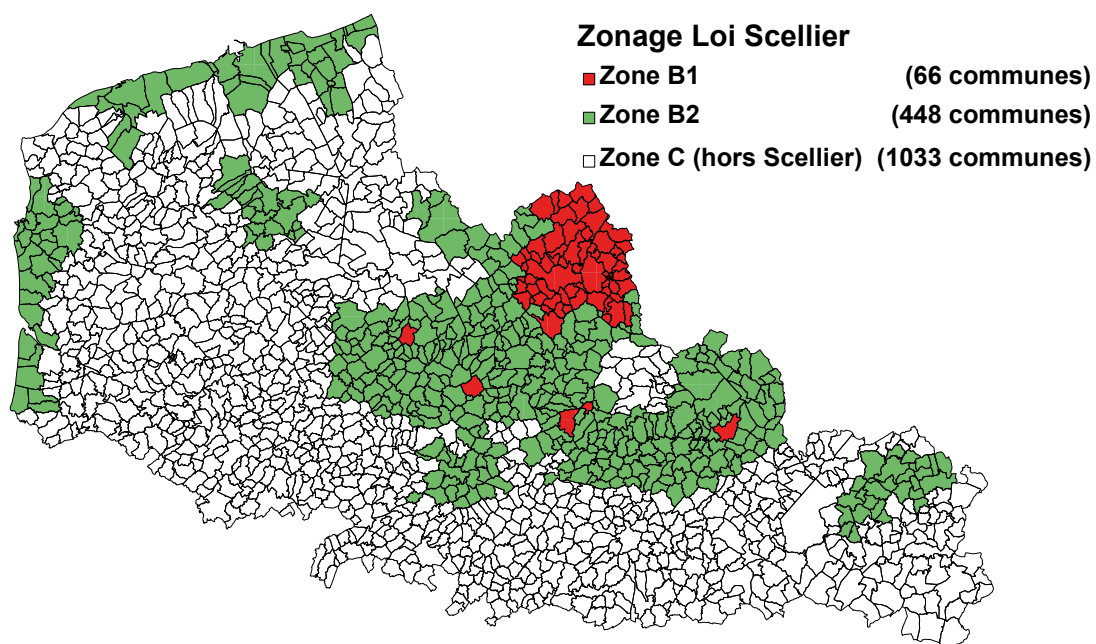 Zonage Loi Scellier
Zone B1 (66 communes)
Zone B2 (448 communes)
Zone C (hors Scellier) (1033 communes)